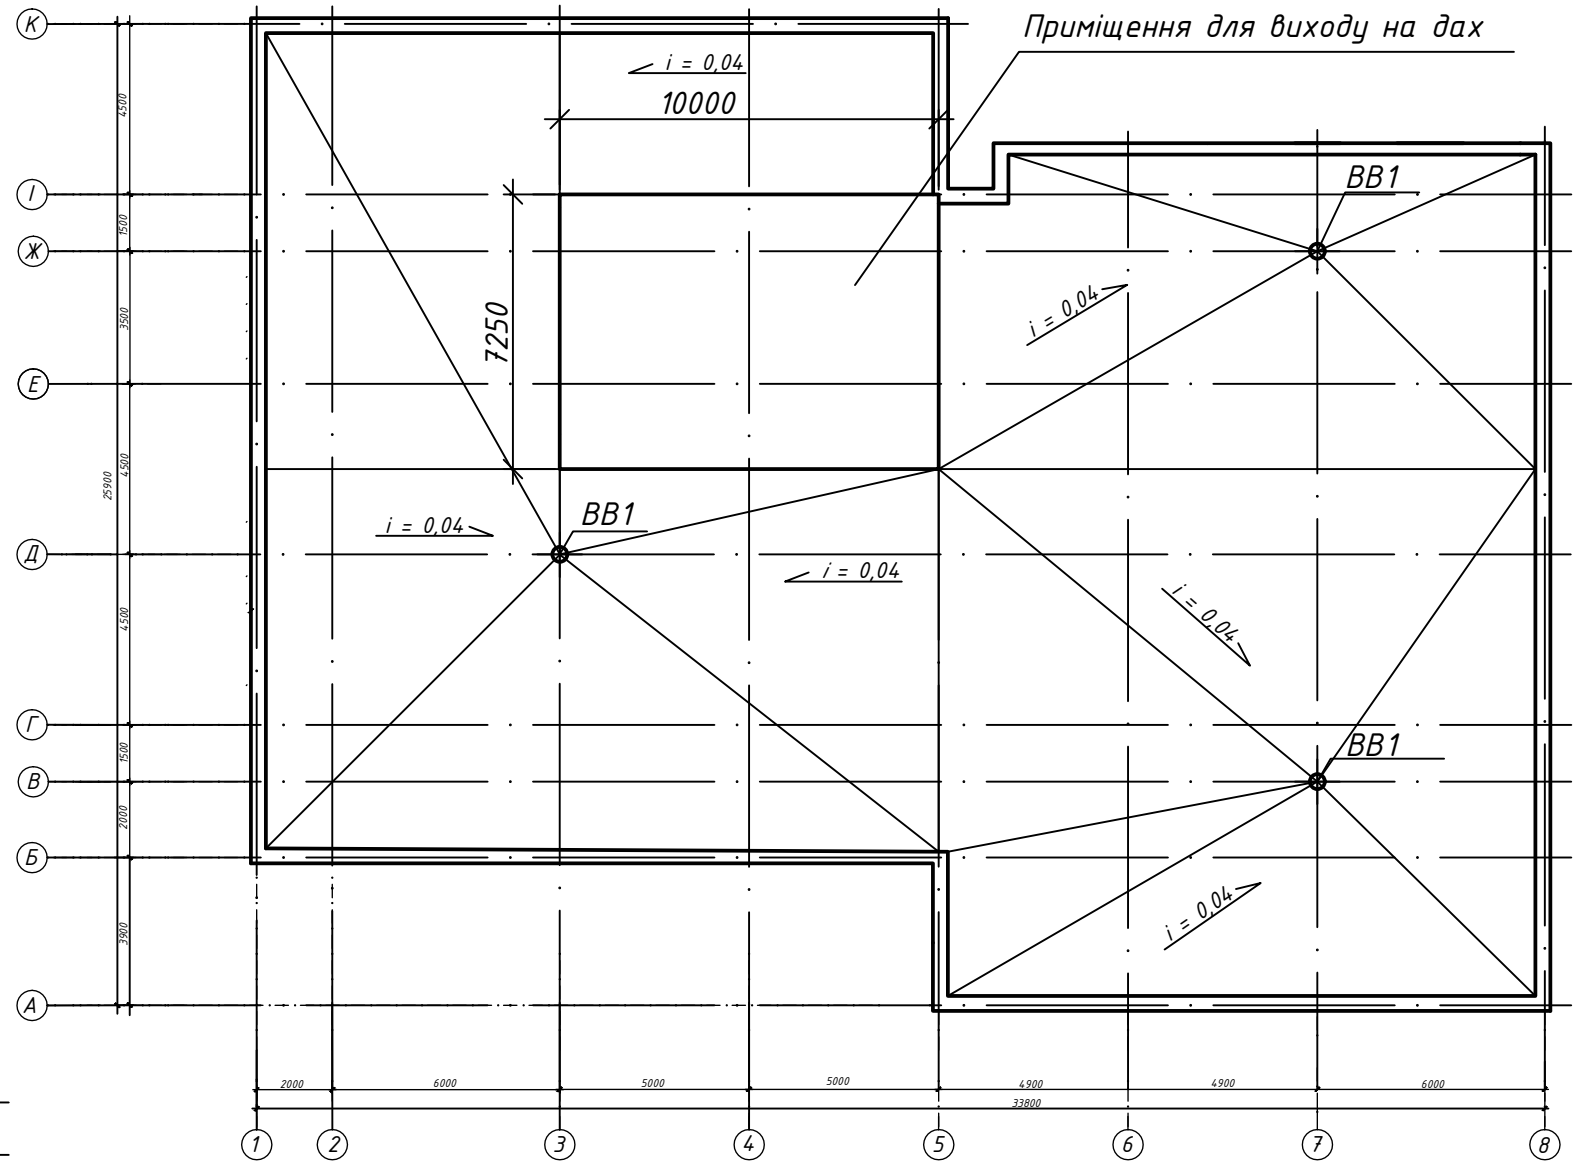 К
Приміщення для виходу на дах
i = 0,04
10000
4500
ВВ1
І
1500
Ж
3500
7250
i = 0,04
Е
4500
25900
ВВ1
i = 0,04
Д
i = 0,04
4500
i = 0,04
Г
1500
ВВ1
В
2000
Б
3900
i = 0,04
А
2000 6000 5000 5000 4900 4900 6000
33800
1 2 3 4 5 6 7 8